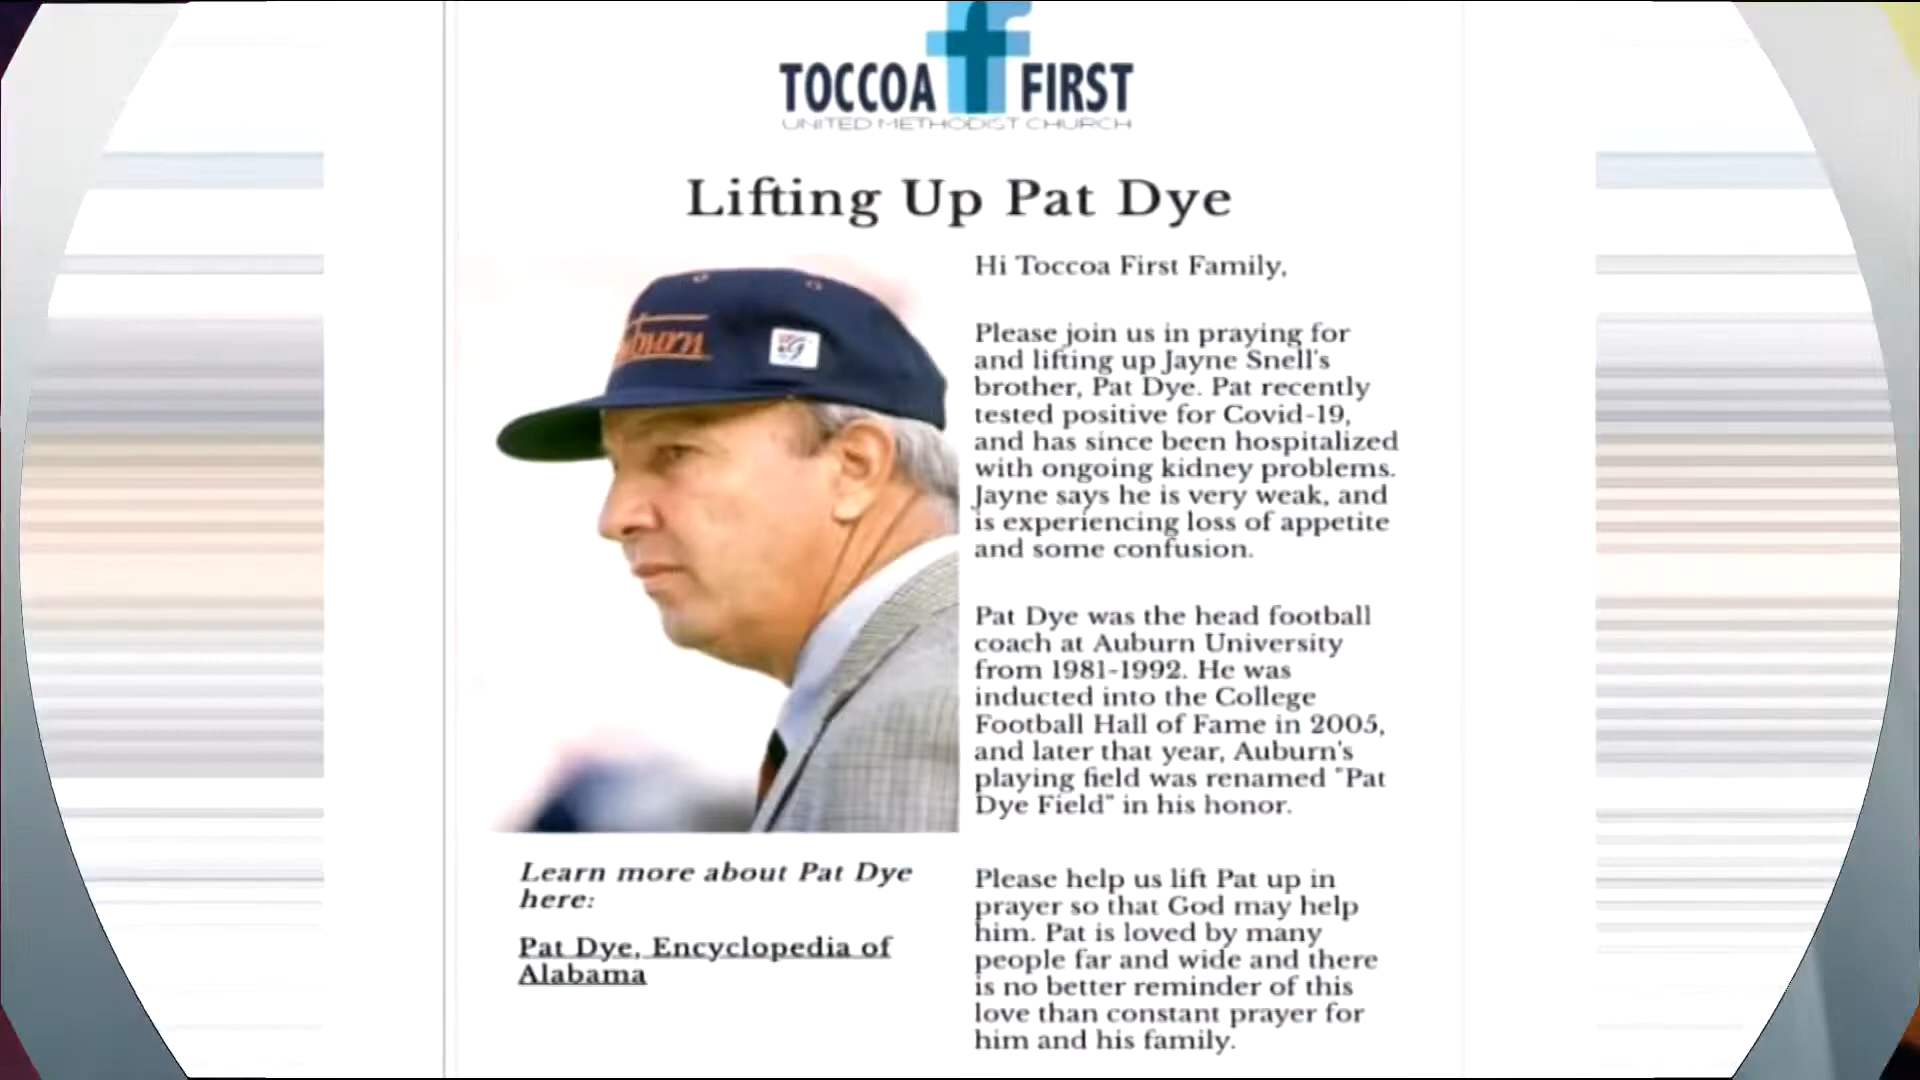 TOCCOA f FIRST
UNITED METHODIST CHURCH
Lifting Up Pat Dye
Hi Toccoa First Family,
Please join us in praying for
and lifting up Jayne Snell's
brother, Pat Dye. Pat recently
tested positive for Covid-19,
and has since been hospitalized
with ongoing kidney problems.
Jayne says he is very weak, and
is experiencing loss of appetite
and some confusion.
Pat Dye was the head football
coach at Auburn University
from 1981-1992. He was
inducted into the College
Football Hall of Fame in 2005,
and later that year, Auburn's
playing field was renamed "Pat
Dye Field" in his honor.
Please help us lift Pat up in
prayer so that God may help
him. Pat is loved by many
people far and wide and there
is no better reminder of this
love than constant prayer for
him and his family.
Learn more about Pat Dye
here:
Pat Dye, Encyclopedia of
Alabama